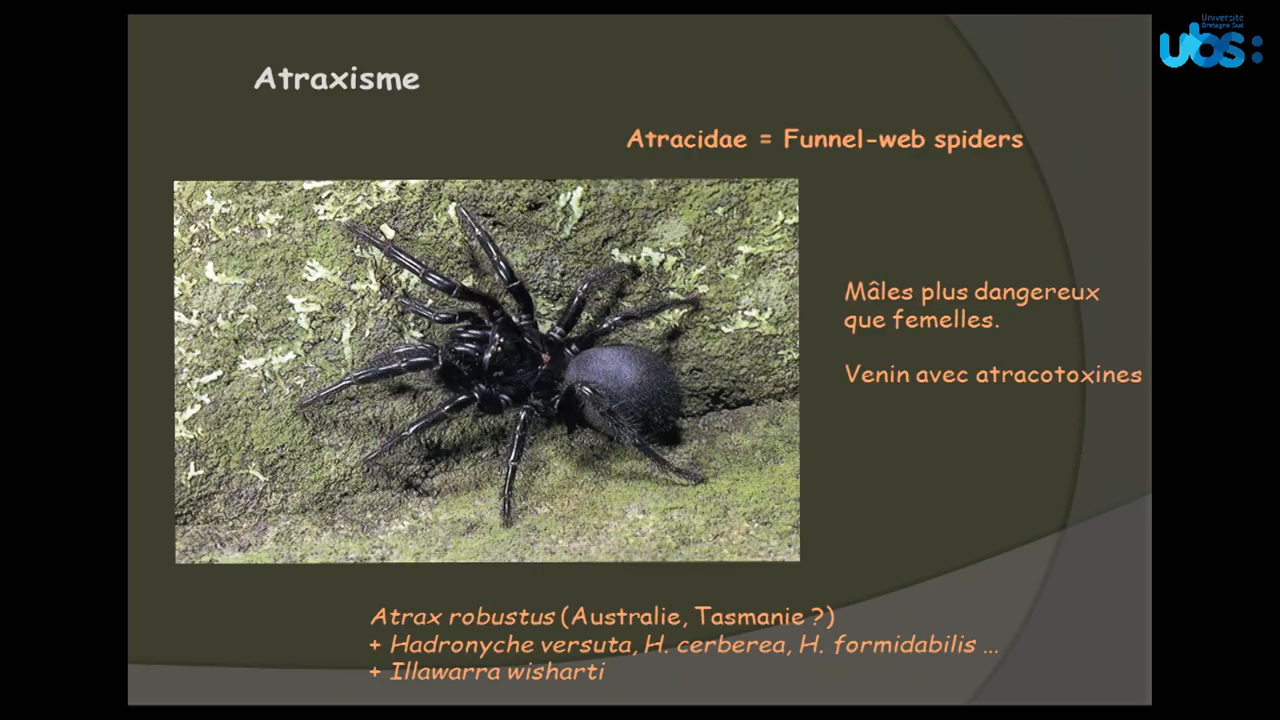 Université
Bretagne Sud
ubs:
Atraxisme
Atracidae = Funnel-web spiders
Mâles plus dangereux
que femelles.
Venin avec atracotoxines
Atrax robustus (Australie, Tasmanie ?)
+ Hadronyche versuta, H. cerberea, H. formidabilis ...
+ Illawarra wisharti